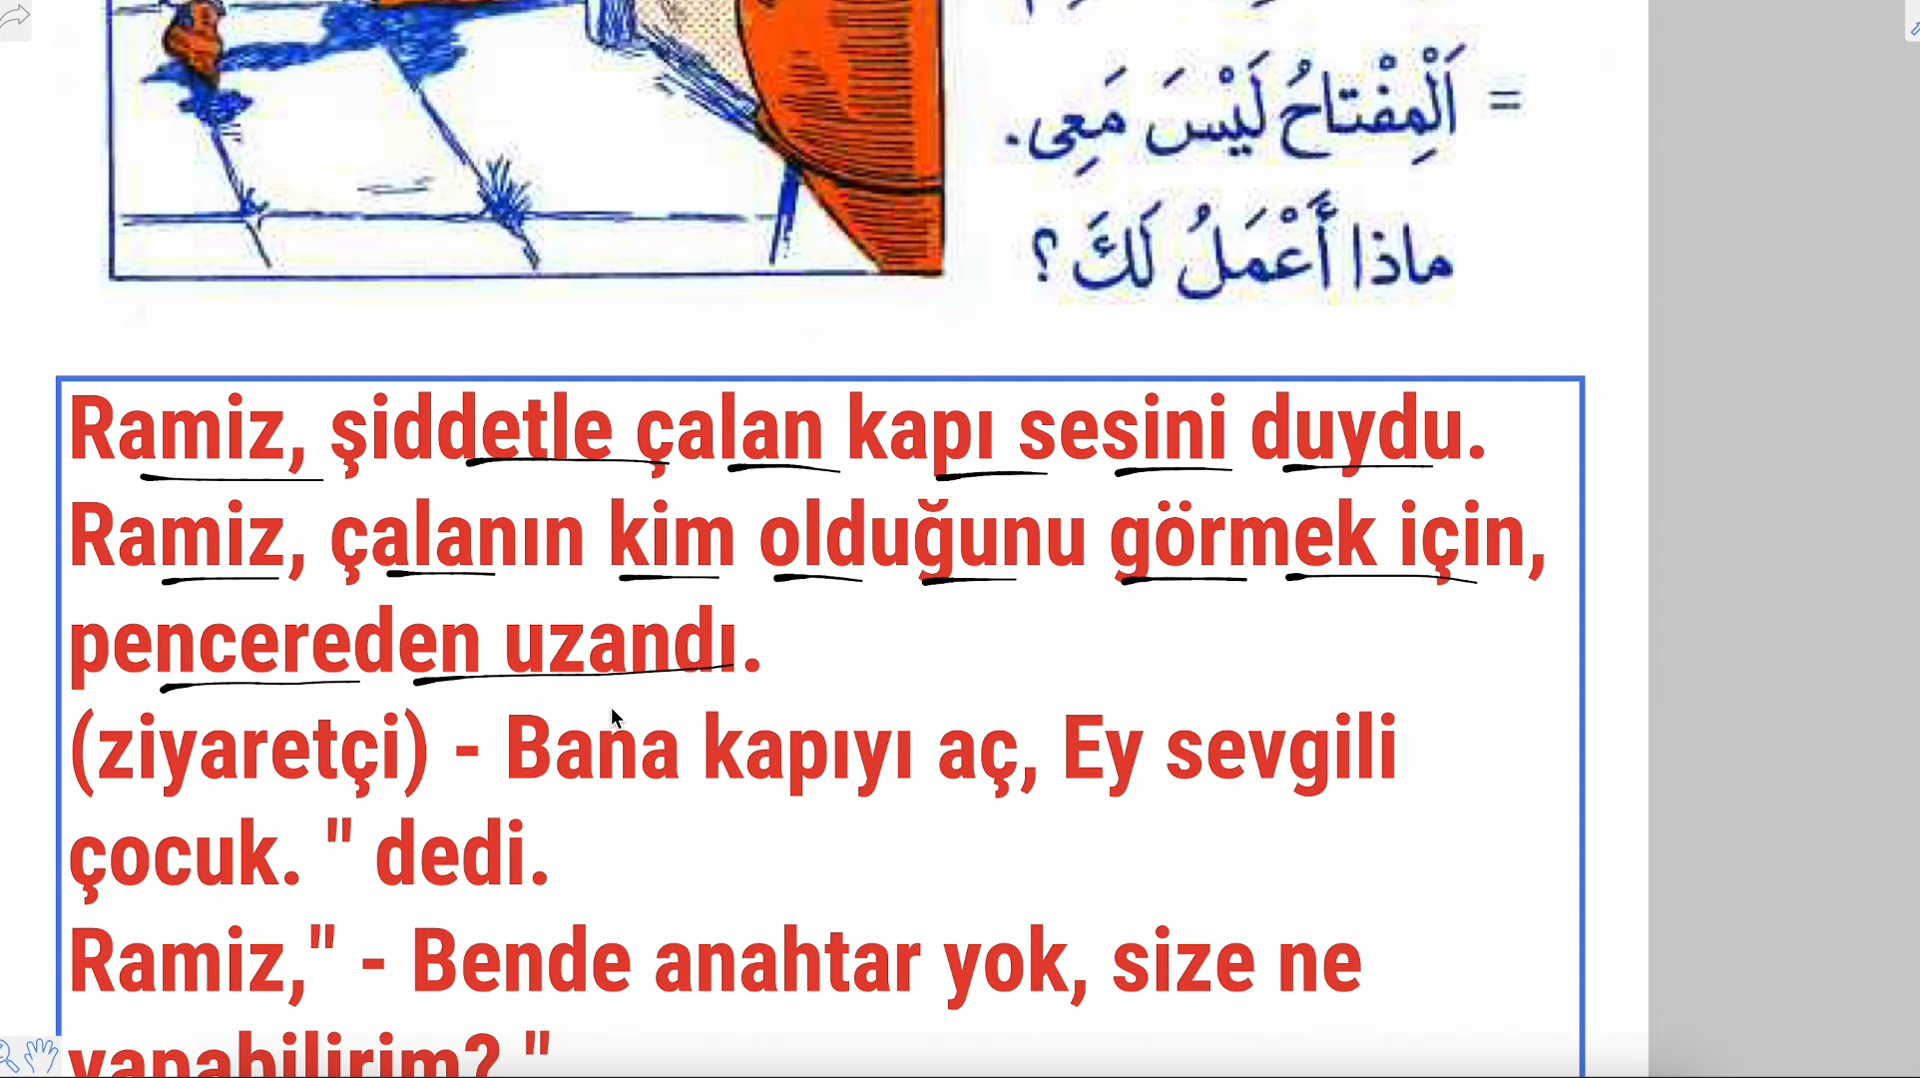 = اَلْمِفْتاحُ لَيْسَ مَعِى.
ماذا أَعْمَلُ لَكَ؟
Ramiz, şiddetle çalan kapı sesini duydu.
Ramiz, çalanın kim olduğunu görmek için,
pencereden uzandı.
(ziyaretçi) - Bana kapıyı aç, Ey sevgili
çocuk. " dedi.
Ramiz," - Bende anahtar yok, size ne
yapabilirim? "